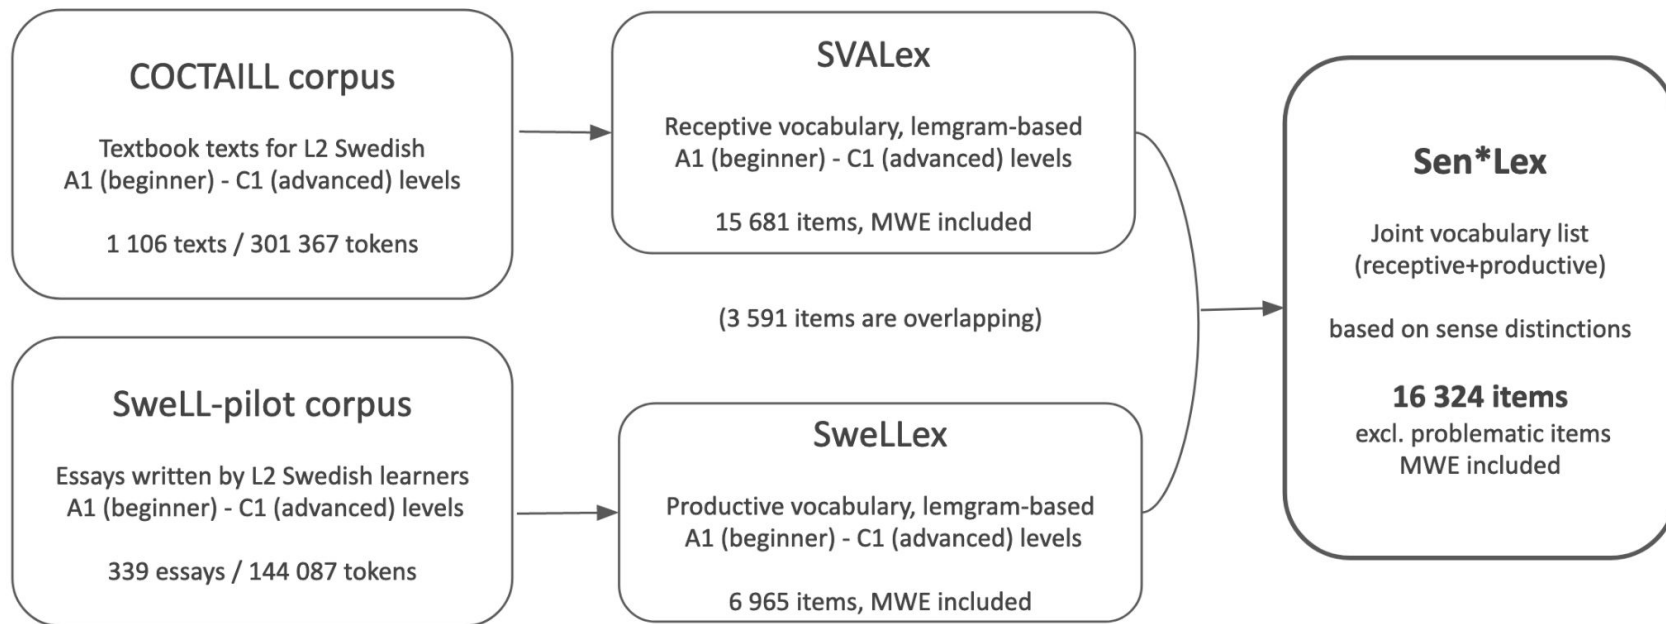 COCTAILL corpus
Textbook texts for L2 Swedish
A1 (beginner) - C1 (advanced) levels
1 106 texts / 301 367 tokens
SweLL-pilot corpus
Essays written by L2 Swedish learners
A1 (beginner) - C1 (advanced) levels
339 essays / 144 087 tokens
SVALex
Receptive vocabulary, lemgram-based
A1 (beginner) - C1 (advanced) levels
15 681 items, MWE included
(3 591 items are overlapping)
SweLLex
Productive vocabulary, lemgram-based
A1 (beginner) - C1 (advanced) levels
6 965 items, MWE included
Sen*Lex
Joint vocabulary list
(receptive+productive)
based on sense distinctions
16 324 items
excl. problematic items
MWE included